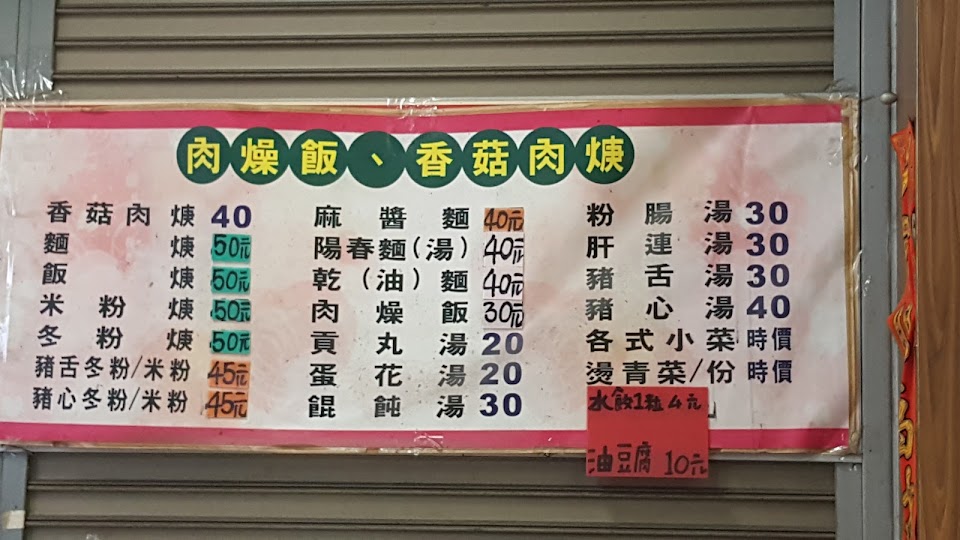 肉燥飯、香菇肉焿
香菇肉焿 40
麵焿 50元
飯焿 50元
米粉焿 50元
冬粉焿 50元
豬舌冬粉/米粉 45元
豬心冬粉/米粉 45元
麻醬麵 40元
陽春麵(湯) 40元
乾(油)麵 40元
肉燥飯 30元
貢丸湯 20
蛋花湯 20
餛飩湯 30
粉腸湯 30
肝連湯 30
豬舌湯 30
豬心湯 40
各式小菜 時價
燙青菜/份 時價
水餃1粒4元
油豆腐 10元